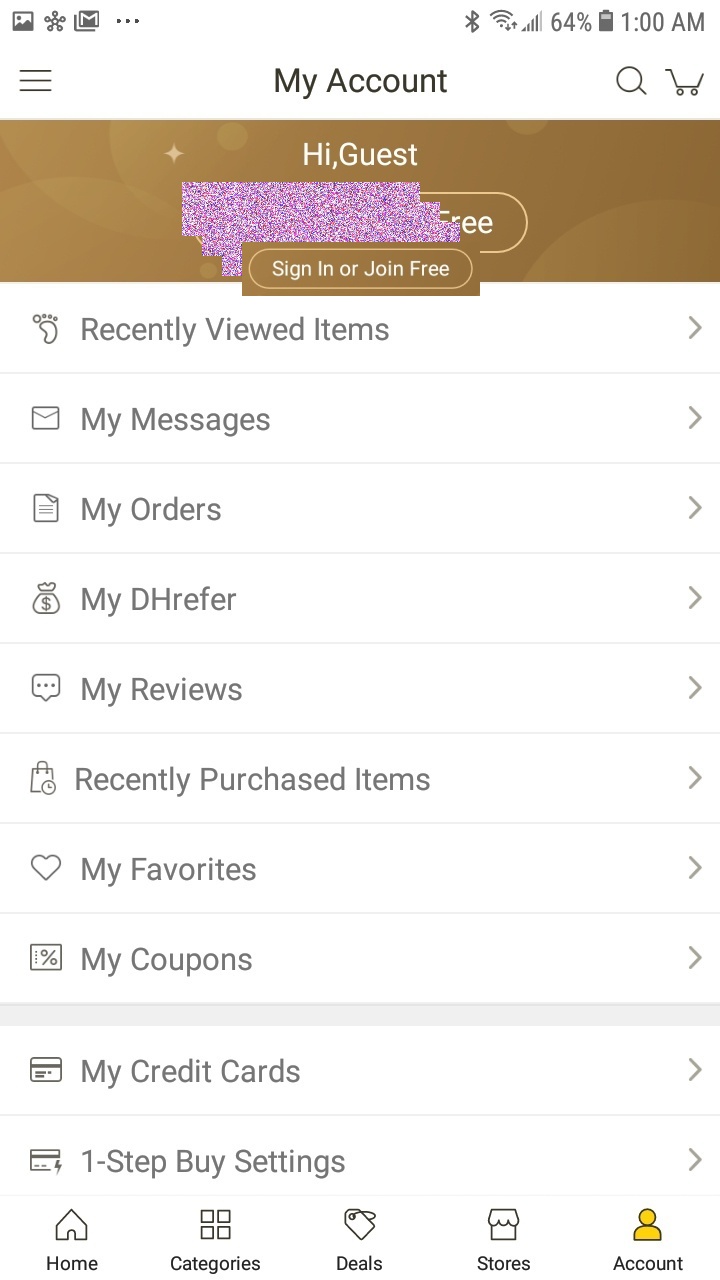 64% 1:00 AM
My Account
Hi,Guest
Free
Sign In or Join Free
Recently Viewed Items
My Messages
My Orders
My DHrefer
My Reviews
Recently Purchased Items
My Favorites
My Coupons
My Credit Cards
1-Step Buy Settings
Home Categories Deals Stores Account